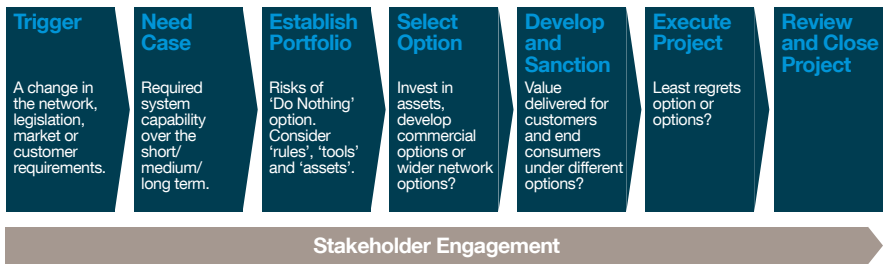 Trigger
A change in
the network,
legislation,
market or
customer
requirements.
Need
Case
Required
system
capability
over the
short/
medium/
long term.
Establish
Portfolio
Risks of
‘Do Nothing’
option.
Consider
‘rules’, ‘tools’
and ‘assets’.
Select
Option
Invest in
assets,
develop
commercial
options or
wider network
options?
Develop
and
Sanction
Value
delivered for
customers
and end
consumers
under different
options?
Execute
Project
Least regrets
option or
options?
Review
and Close
Project
Stakeholder Engagement